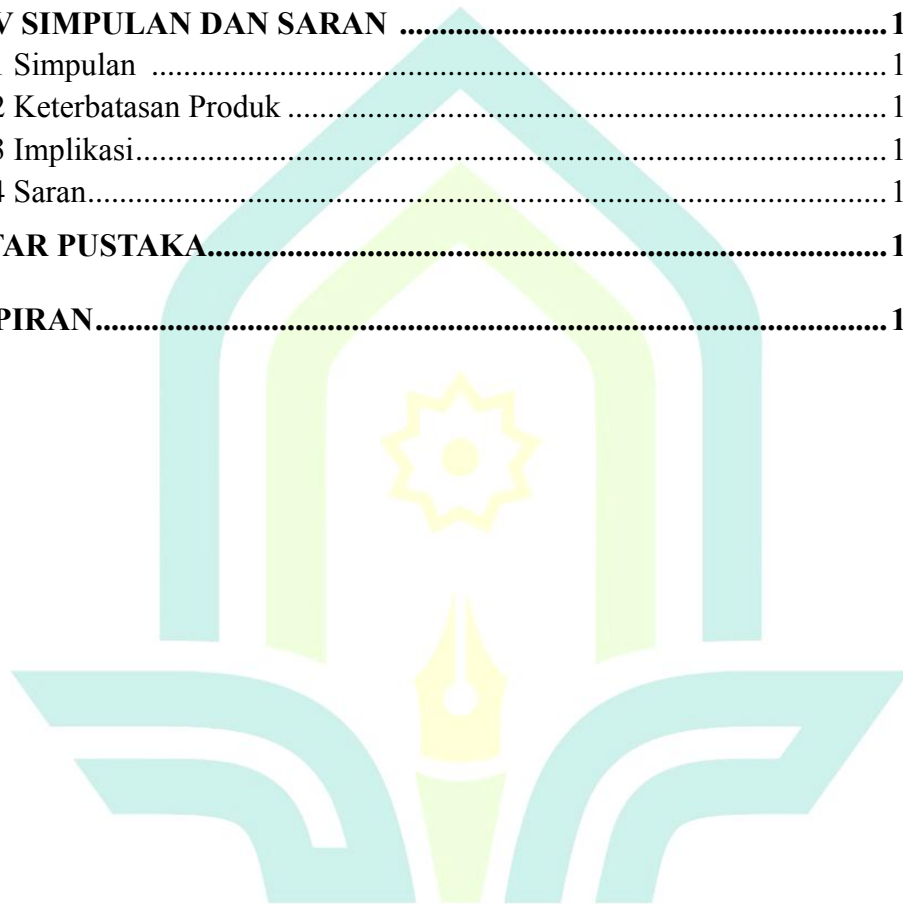 V SIMPULAN DAN SARAN ........................................................... 1
1 Simpulan ........................................................................................... 1
2 Keterbatasan Produk ......................................................................... 1
3 Implikasi............................................................................................. 1
4 Saran................................................................................................... 1
TAR PUSTAKA.................................................................................... 1
PIRAN.................................................................................................. 1